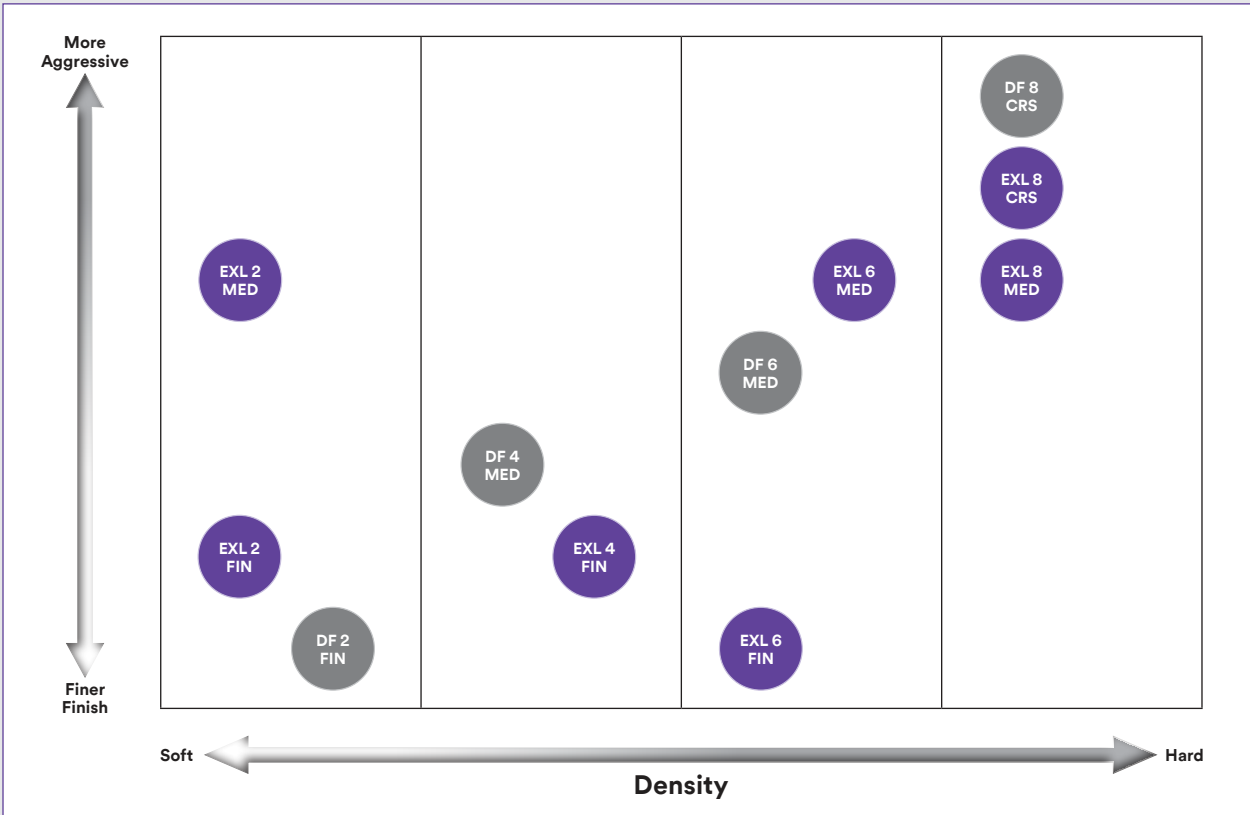 More
Aggressive
DF 8
CRS
EXL 8
CRS
EXL 2
MED
EXL 6
MED
EXL 8
MED
DF 6
MED
DF 4
MED
EXL 2
FIN
EXL 4
FIN
DF 2
FIN
EXL 6
FIN
Finer
Finish
Soft
Hard
Density